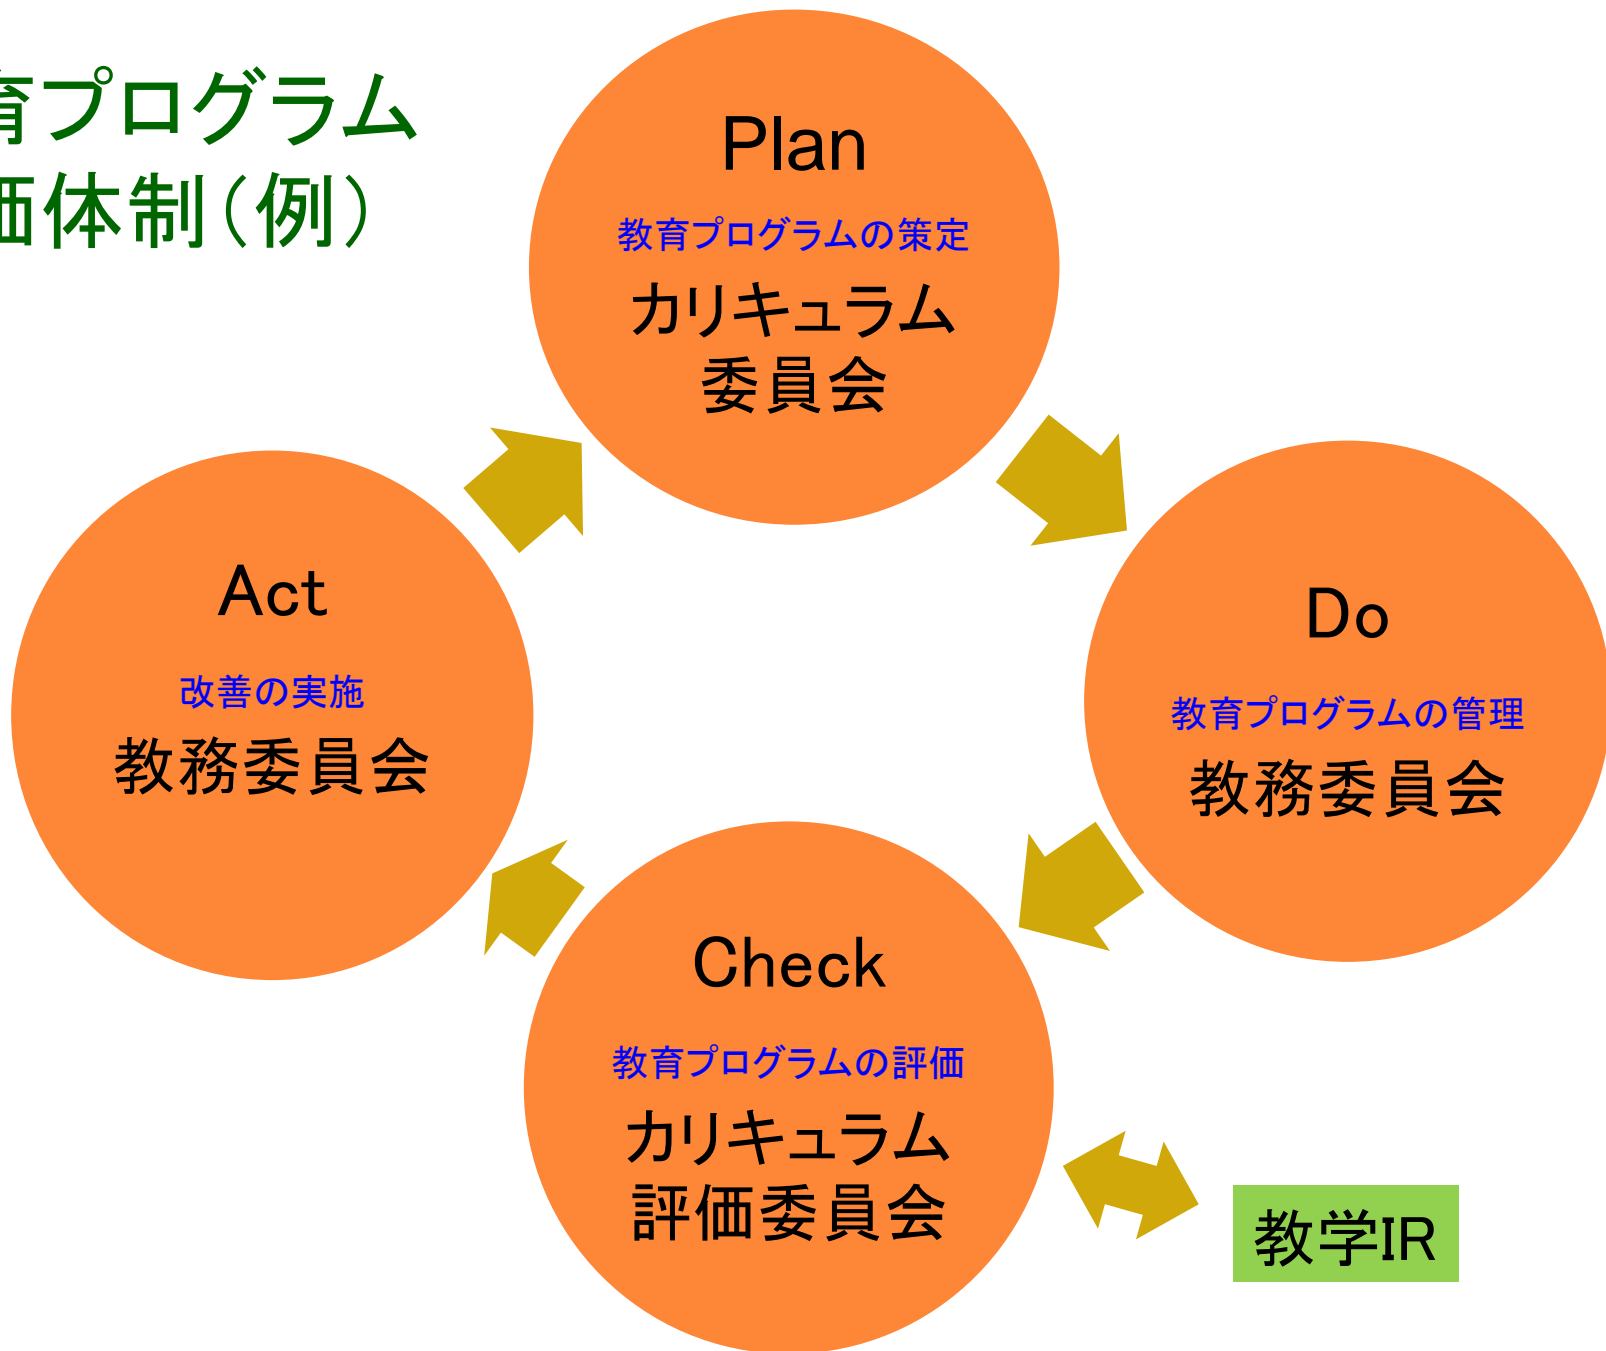 育プログラム
価体制（例）
Plan
教育プログラムの策定
カリキュラム
委員会
Act
改善の実施
教務委員会
Do
教育プログラムの管理
教務委員会
Check
教育プログラムの評価
カリキュラム
評価委員会
教学IR